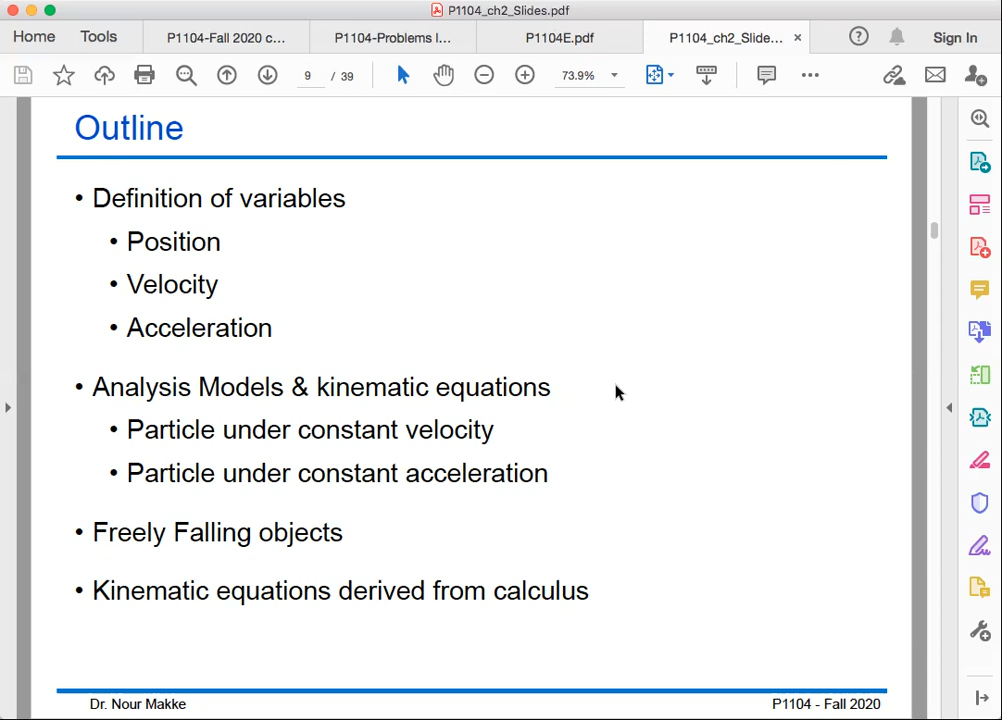 P1104_ch2_Slides.pdf
Home Tools P1104-Fall 2020 c... P1104-Problems l... P1104E.pdf P1104_ch2_Slide... × Sign In
9 / 39 73.9%
Outline
• Definition of variables
• Position
• Velocity
• Acceleration
• Analysis Models & kinematic equations
• Particle under constant velocity
• Particle under constant acceleration
• Freely Falling objects
• Kinematic equations derived from calculus
Dr. Nour Makke P1104 - Fall 2020